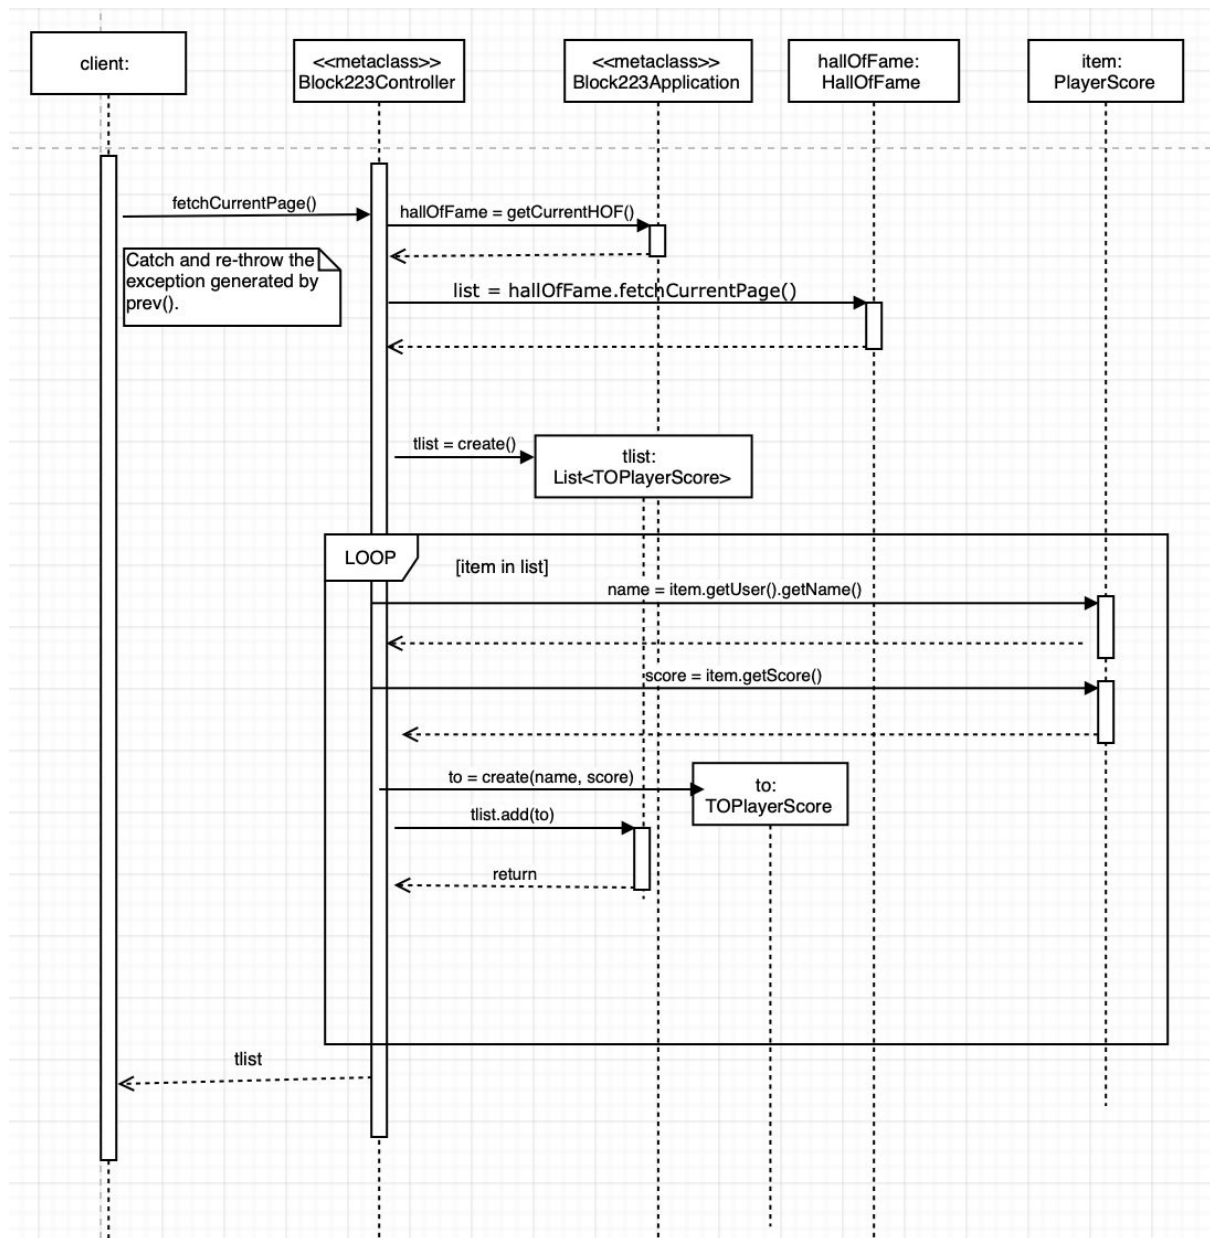 client:
<<metaclass>>
Block223Controller
<<metaclass>>
Block223Application
hallOfFame:
HallOfFame
item:
PlayerScore
fetchCurrentPage()
hallOfFame = getCurrentHOF()
Catch and re-throw the
exception generated by
prev().
list = hallOfFame.fetchCurrentPage()
tlist = create()
tlist:
List<TOPlayerScore>
LOOP
[item in list]
name = item.getUser().getName()
score = item.getScore()
to = create(name, score)
to:
TOPlayerScore
tlist.add(to)
return
tlist